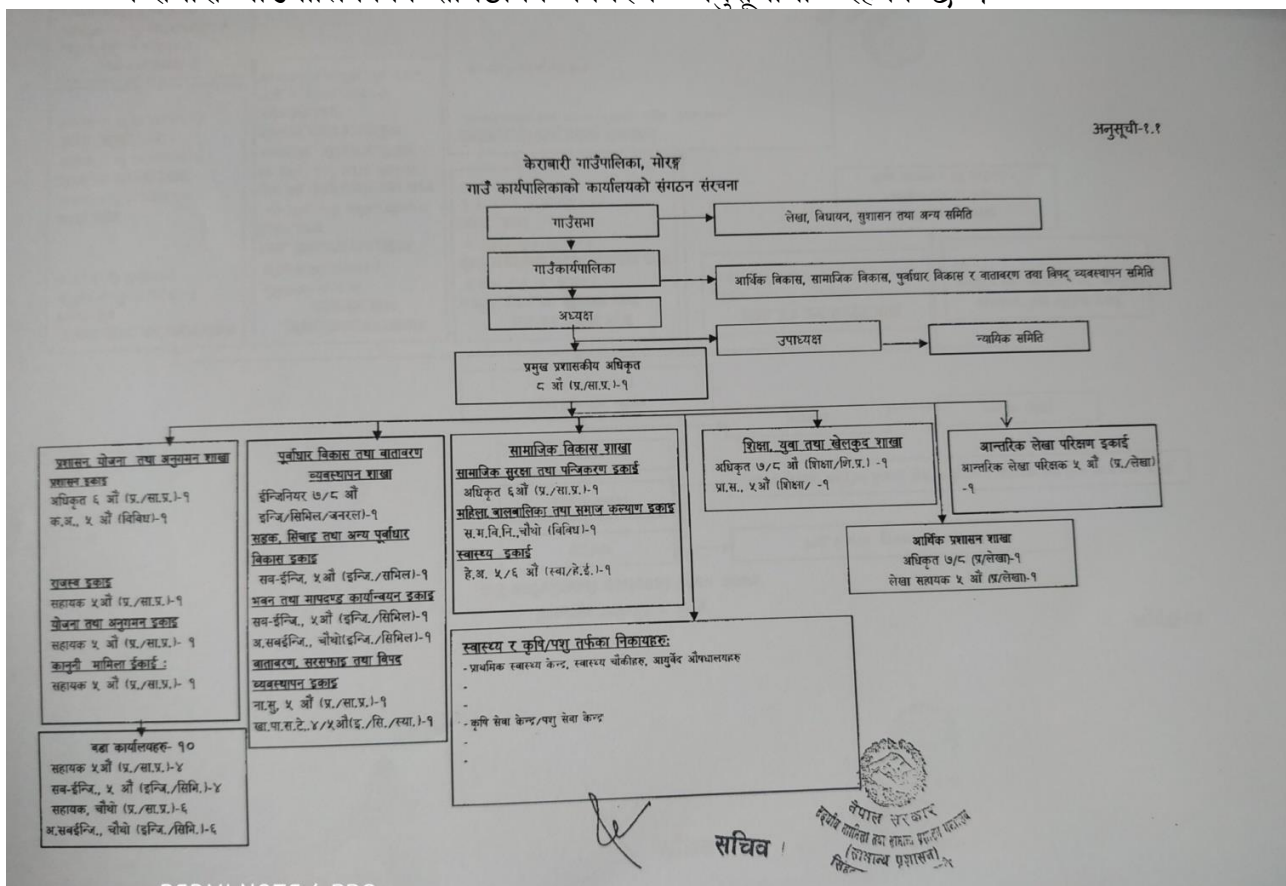 अनुसूची-१.१
केराबारी गाउँपालिका, मोरङ्ग
गाउँ कार्यपालिकाको कार्यालयको संगठन संरचना
गाउँसभा
लेखा, विधायन, सुशासन तथा अन्य समिति
गाउँकार्यपालिका
आर्थिक विकास, सामाजिक विकास, पुर्वाधार विकास र वातावरण तथा विपद् व्यवस्थापन समिति
अध्यक्ष
उपाध्यक्ष
न्यायिक समिति
प्रमुख प्रशासकीय अधिकृत
८ औं (प्र./सा.प्र.)-१
प्रशासन योजना तथा अनुगमन शाखा
प्रशासन इकाई
अधिकृत ६ औं (प्र./सा.प्र.)-१
क.अ., ५ औं (विविध)-१
राजस्व इकाइ
सहायक ५औं (प्र./सा.प्र.)-१
योजना तथा अनुगमन इकाइ
सहायक ५ औं (प्र./सा.प्र.)- १
कानूनी मामिला ईकाई :
सहायक ५ औं (प्र./सा.प्र.)- १
वडा कार्यालयहरु- १०
सहायक ५औं (प्र./सा.प्र.)-४
सब-ईन्जि., ५ औं (इन्जि./सिभि.)-४
सहायक, चौथो (प्र./सा.प्र.)-६
अ.सबईन्जि., चौथो (इन्जि./सिभि.)-६
पूर्वाधार विकास तथा वातावरण
व्यवस्थापन शाखा
ईन्जिनियर ७/८ औं
इन्जि/सिभिल/जनरल)-१
सडक, सिंचाइ तथा अन्य पूर्वाधार
विकास इकाइ
सब-ईन्जि, ५औं (इन्जि./सभिल)-१
भवन तथा मापदण्ड कार्यान्वयन इकाइ
सब-ईन्जि., ५औं (इन्जि./सिभिल)-१
अ.सबईन्जि., चौथो(इन्जि./सिभिल)-१
वातावरण, सरसफाइ तथा विपद
व्यवस्थापन इकाइ
ना.सु, ५ औं (प्र./सा.प्र.)-१
खा.पा.स.टे.,४/५औं(इ./सि./स्या.)-१
सामाजिक विकास शाखा
सामाजिक सुरक्षा तथा पन्जिकरण इकाई
अधिकृत ६औं (प्र./सा.प्र.)-१
महिला, बालबालिका तथा समाज कल्याण इकाइ
स.म.वि.नि.,चौथो (विविध)-१
स्वास्थ्य इकाई
हे.अ. ५/६ औं (स्वा/हे.ई.)-१
शिक्षा, युवा तथा खेलकुद शाखा
अधिकृत ७/८ औं (शिक्षा/शि.प्र.) -१
प्रा.स., ५औं (शिक्षा/ -१
आन्तरिक लेखा परिक्षण इकाई
आन्तरिक लेखा परिक्षक ५ औं (प्र./लेखा)
-१
आर्थिक प्रशासन शाखा
अधिकृत ७/८ (प्र/लेखा)-१
लेखा सहायक ५ औं (प्र/लेखा)-१
स्वास्थ्य र कृषि/पशु तर्फका निकायहरु:
- प्राथमिक स्वास्थ्य केन्द्र, स्वास्थ्य चौकीहरु, आयुर्वेद औषधालयहरु
-
-
- कृषि सेवा केन्द्र/पशु सेवा केन्द्र
-
-
सचिव
नेपाल सरकार
(सामान्य प्रशासन)